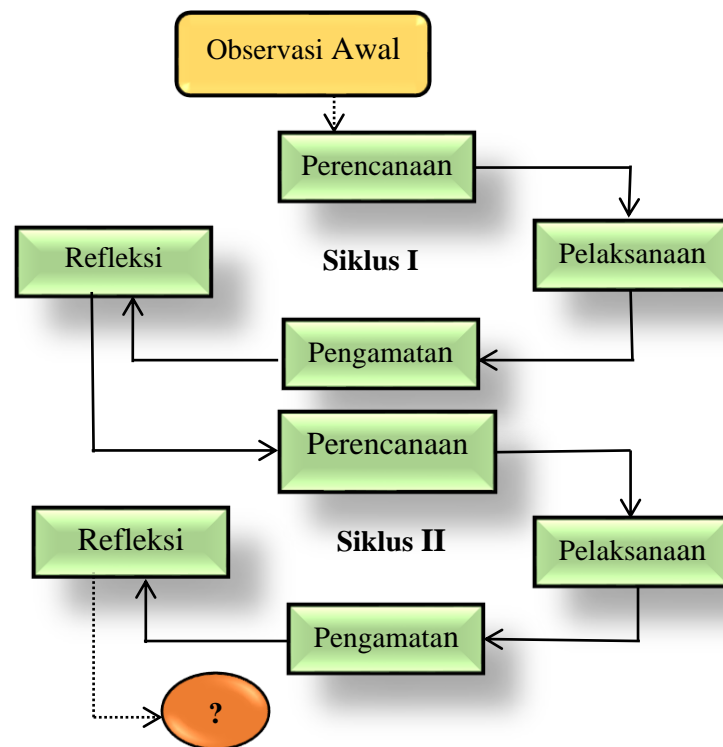 Observasi Awal
Perencanaan
Refleksi
Siklus I
Pelaksanaan
Pengamatan
Perencanaan
Refleksi
Siklus II
Pelaksanaan
Pengamatan
?